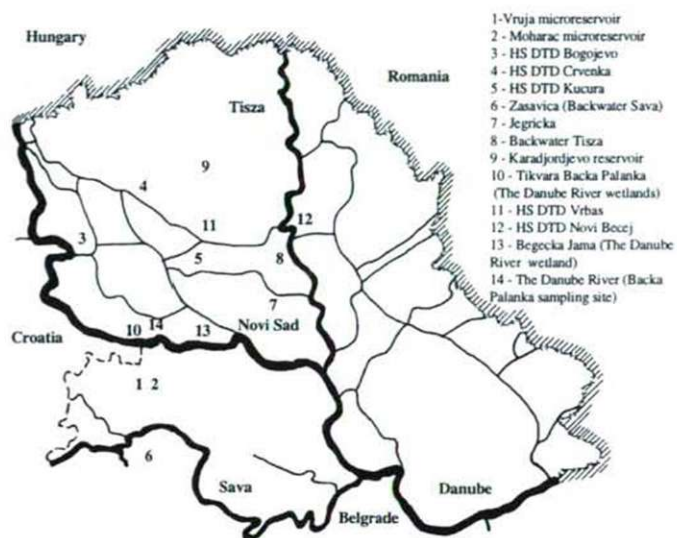 Hungary
Romania
Tisza
9
4
11
12
3
5
8
7
14
10
13
Novi Sad
Croatia
1 2
6
Sava
Danube
Belgrade
1-Vruja microreservoir
2 - Moharac microreservoir
3 - HS DTD Bogojevo
4 - HS DTD Crvenka
5 - HS DTD Kucura
6 - Zasavica (Backwater Sava)
7 - Jegricka
8 - Backwater Tisza
9 - Karadjordjevo reservoir
10 - Tikvara Backa Palanka
(The Danube River wetlands)
11 - HS DTD Vrbas
12 - HS DTD Novi Becej
13 - Begecka Jama (The Danube
River wetland)
14 - The Danube River (Backa
Palanka sampling site)